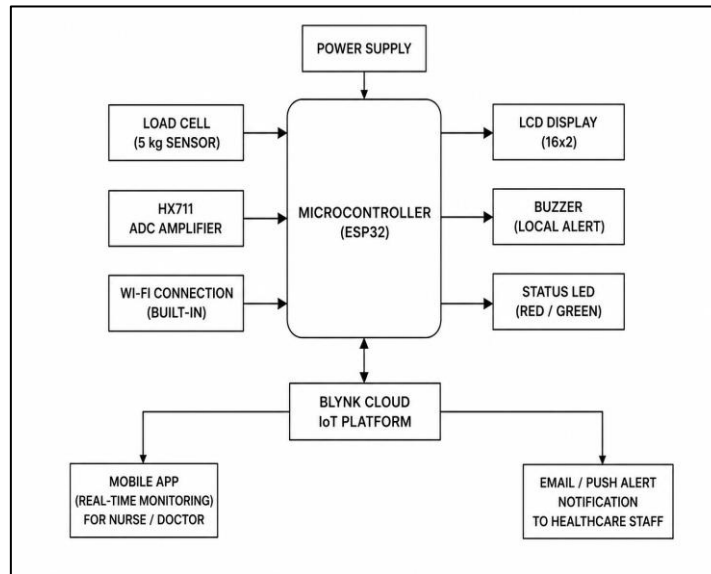 POWER SUPPLY
LOAD CELL
(5 kg SENSOR)
HX711
ADC AMPLIFIER
WI-FI CONNECTION
(BUILT-IN)
MICROCONTROLLER
(ESP32)
LCD DISPLAY
(16x2)
BUZZER
(LOCAL ALERT)
STATUS LED
(RED / GREEN)
BLYNK CLOUD
IoT PLATFORM
MOBILE APP
(REAL-TIME MONITORING)
FOR NURSE / DOCTOR
EMAIL / PUSH ALERT
NOTIFICATION
TO HEALTHCARE STAFF